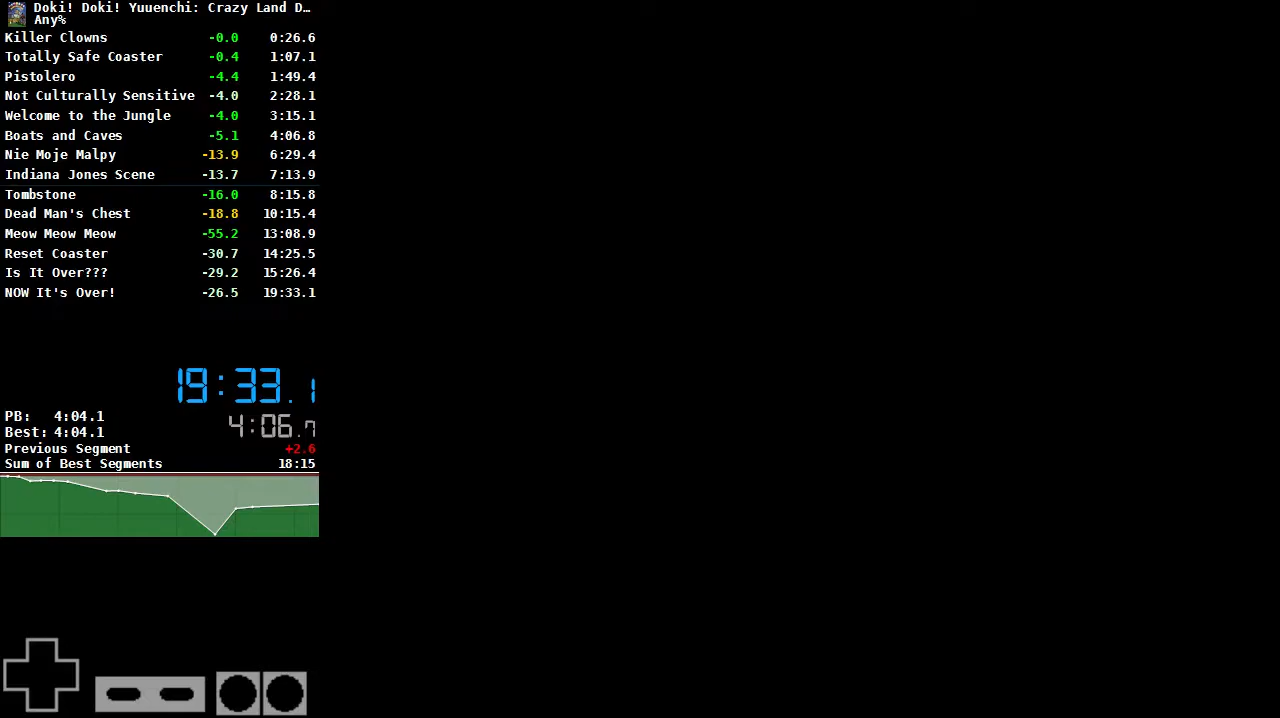 Doki! Doki! Yuuenchi: Crazy Land D…
Any%
Killer Clowns -0.0 0:26.6
Totally Safe Coaster -0.4 1:07.1
Pistolero -4.4 1:49.4
Not Culturally Sensitive -4.0 2:28.1
Welcome to the Jungle -4.0 3:15.1
Boats and Caves -5.1 4:06.8
Nie Moje Malpy -13.9 6:29.4
Indiana Jones Scene -13.7 7:13.9
Tombstone -16.0 8:15.8
Dead Man's Chest -18.8 10:15.4
Meow Meow Meow -55.2 13:08.9
Reset Coaster -30.7 14:25.5
Is It Over??? -29.2 15:26.4
NOW It's Over! -26.5 19:33.1
19:33.1
PB: 4:04.1
Best: 4:04.1
4:06.7
Previous Segment +2.6
Sum of Best Segments 18:15